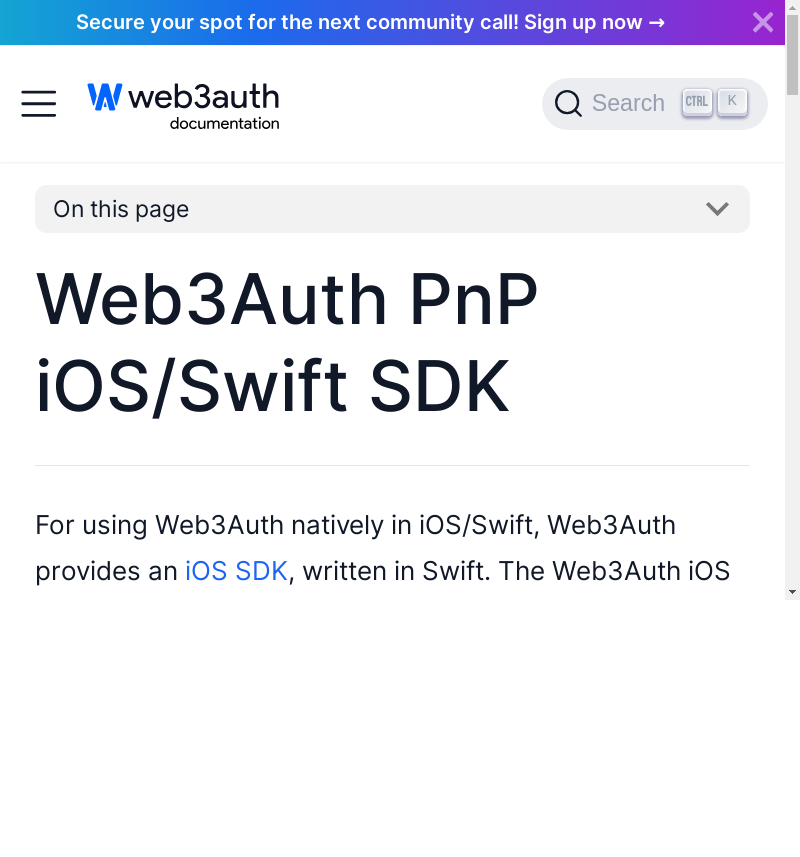 Secure your spot for the next community call! Sign up now →
web3auth
documentation
Search CTRL K
On this page
Web3Auth PnP
iOS/Swift SDK
For using Web3Auth natively in iOS/Swift, Web3Auth
provides an iOS SDK, written in Swift. The Web3Auth iOS